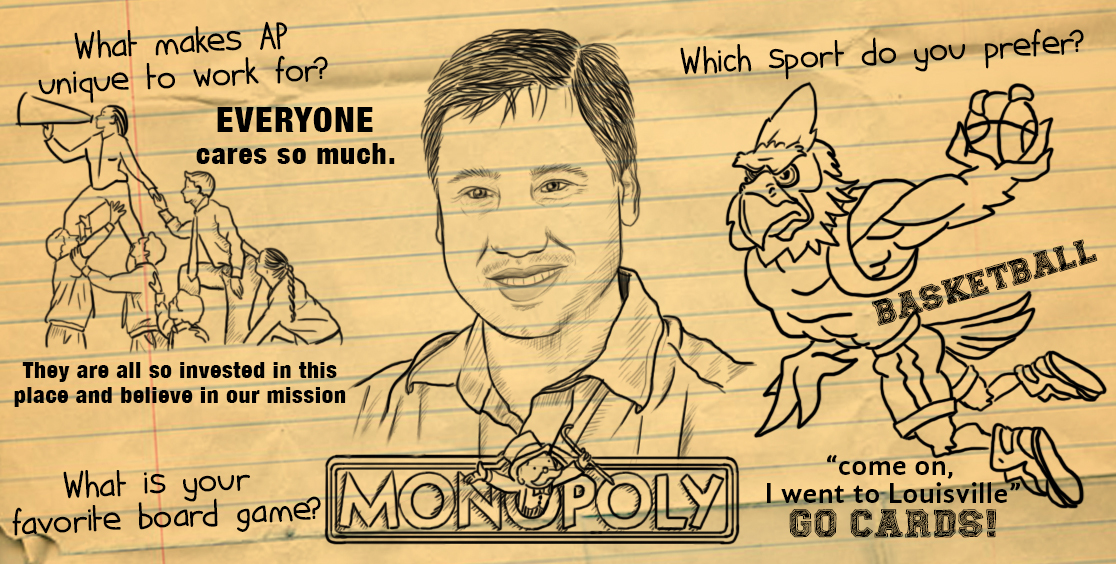 What makes AP
unique to work for?
EVERYONE
cares so much.
They are all so invested in this
place and believe in our mission
Which Sport do you prefer?
BASKETBALL
“come on,
I went to Louisville”
GO CARDS!
What is your
favorite board game?
MONOPOLY